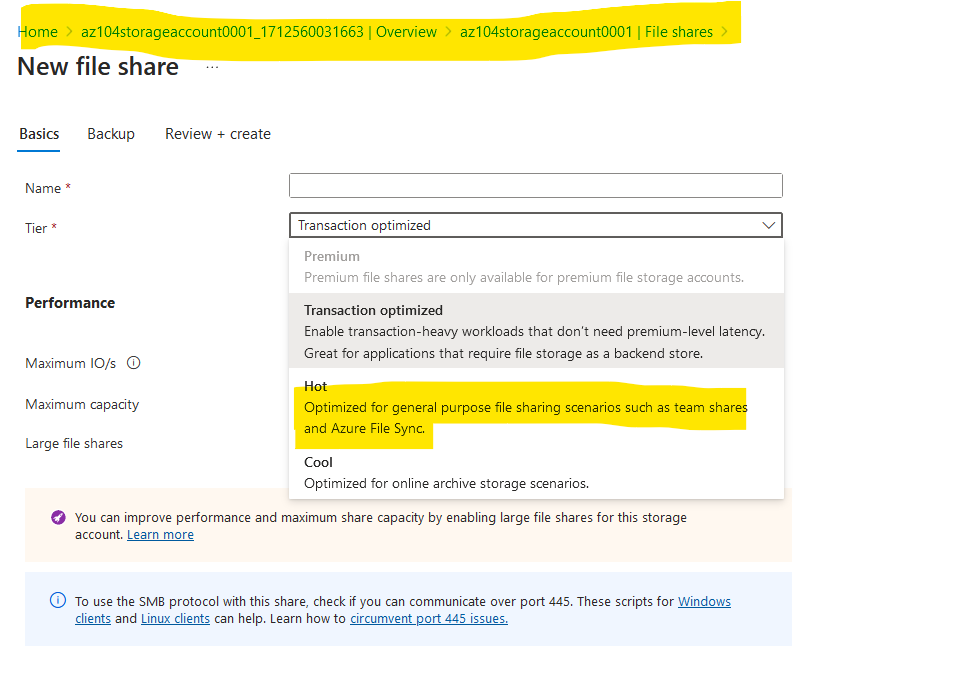 Home > az104storageaccount0001_1712560031663 | Overview > az104storageaccount0001 | File shares >
New file share ...
Basics Backup Review + create
Name *
Tier * Transaction optimized
Premium
Premium file shares are only available for premium file storage accounts.
Transaction optimized
Enable transaction-heavy workloads that don't need premium-level latency.
Great for applications that require file storage as a backend store.
Performance
Hot
Optimized for general purpose file sharing scenarios such as team shares
and Azure File Sync.
Cool
Optimized for online archive storage scenarios.
Maximum IO/s
Maximum capacity
Large file shares
You can improve performance and maximum share capacity by enabling large file shares for this storage
account. Learn more
To use the SMB protocol with this share, check if you can communicate over port 445. These scripts for Windows
clients and Linux clients can help. Learn how to circumvent port 445 issues.